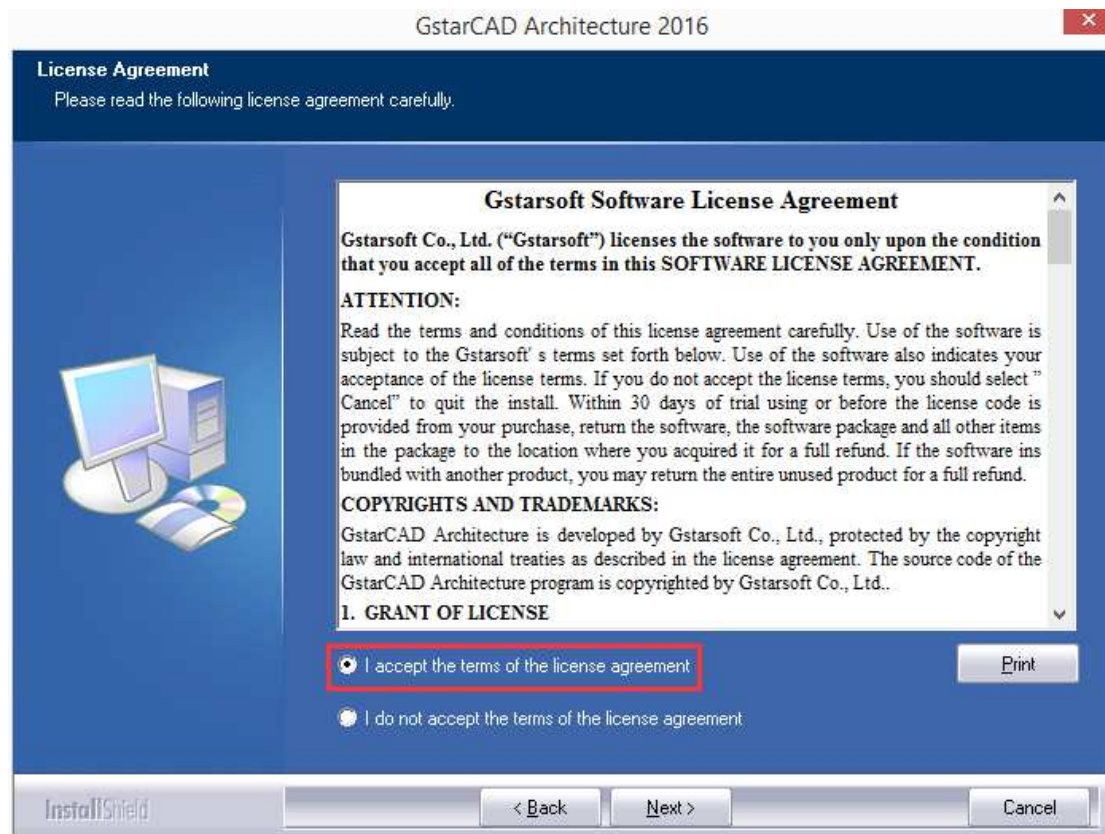 GstarCAD Architecture 2016
License Agreement
Please read the following license agreement carefully.
Gstarsoft Software License Agreement
Gstarsoft Co., Ltd. (“Gstarsoft”) licenses the software to you only upon the condition
that you accept all of the terms in this SOFTWARE LICENSE AGREEMENT.
ATTENTION:
Read the terms and conditions of this license agreement carefully. Use of the software is
subject to the Gstarsoft’ s terms set forth below. Use of the software also indicates your
acceptance of the license terms. If you do not accept the license terms, you should select ”
Cancel” to quit the install. Within 30 days of trial using or before the license code is
provided from your purchase, return the software, the software package and all other items
in the package to the location where you acquired it for a full refund. If the software ins
bundled with another product, you may return the entire unused product for a full refund.
COPYRIGHTS AND TRADEMARKS:
GstarCAD Architecture is developed by Gstarsoft Co., Ltd., protected by the copyright
law and international treaties as described in the license agreement. The source code of the
GstarCAD Architecture program is copyrighted by Gstarsoft Co., Ltd..
1. GRANT OF LICENSE
I accept the terms of the license agreement
Print
I do not accept the terms of the license agreement
InstallShield
< Back
Next >
Cancel